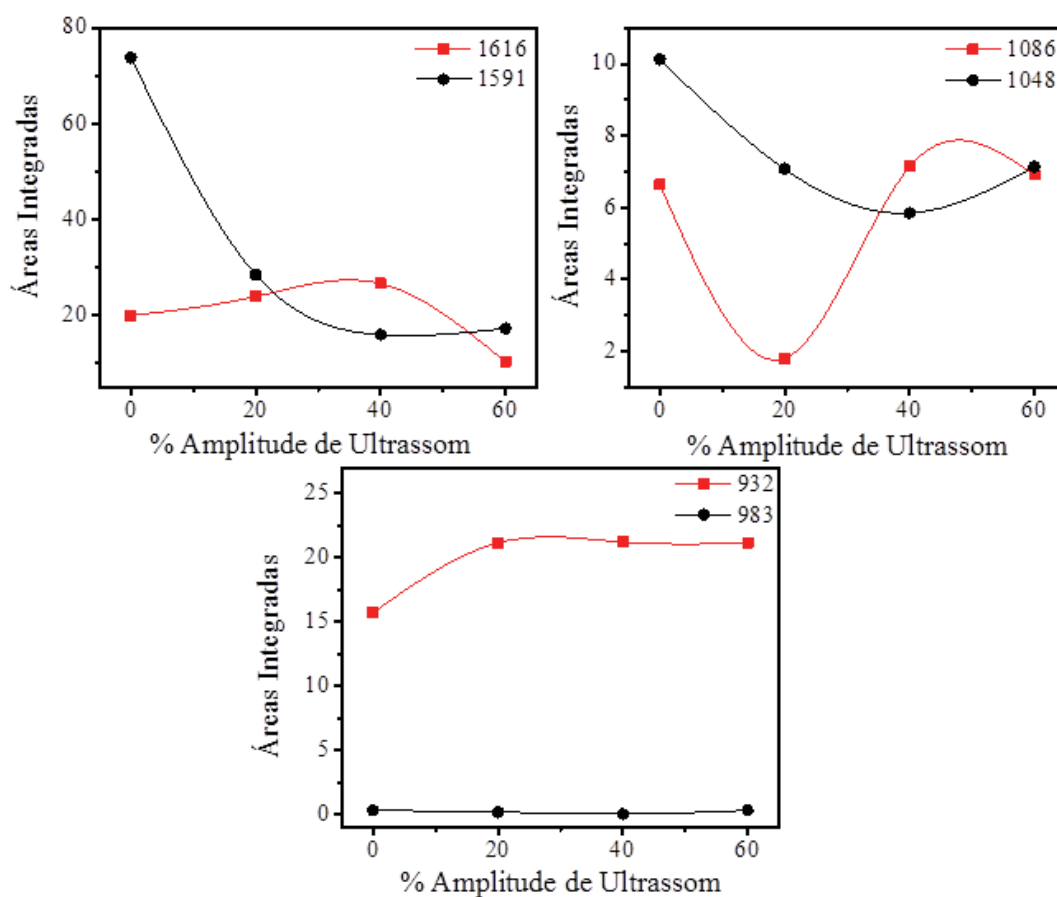 Áreas Integradas
80
60
40
20
0 20 40 60
% Amplitude de Ultrassom
1616
1591
Áreas Integradas
10
8
6
4
2
0 20 40 60
% Amplitude de Ultrassom
1086
1048
Áreas Integradas
25
20
15
10
5
0
0 20 40 60
% Amplitude de Ultrassom
932
983